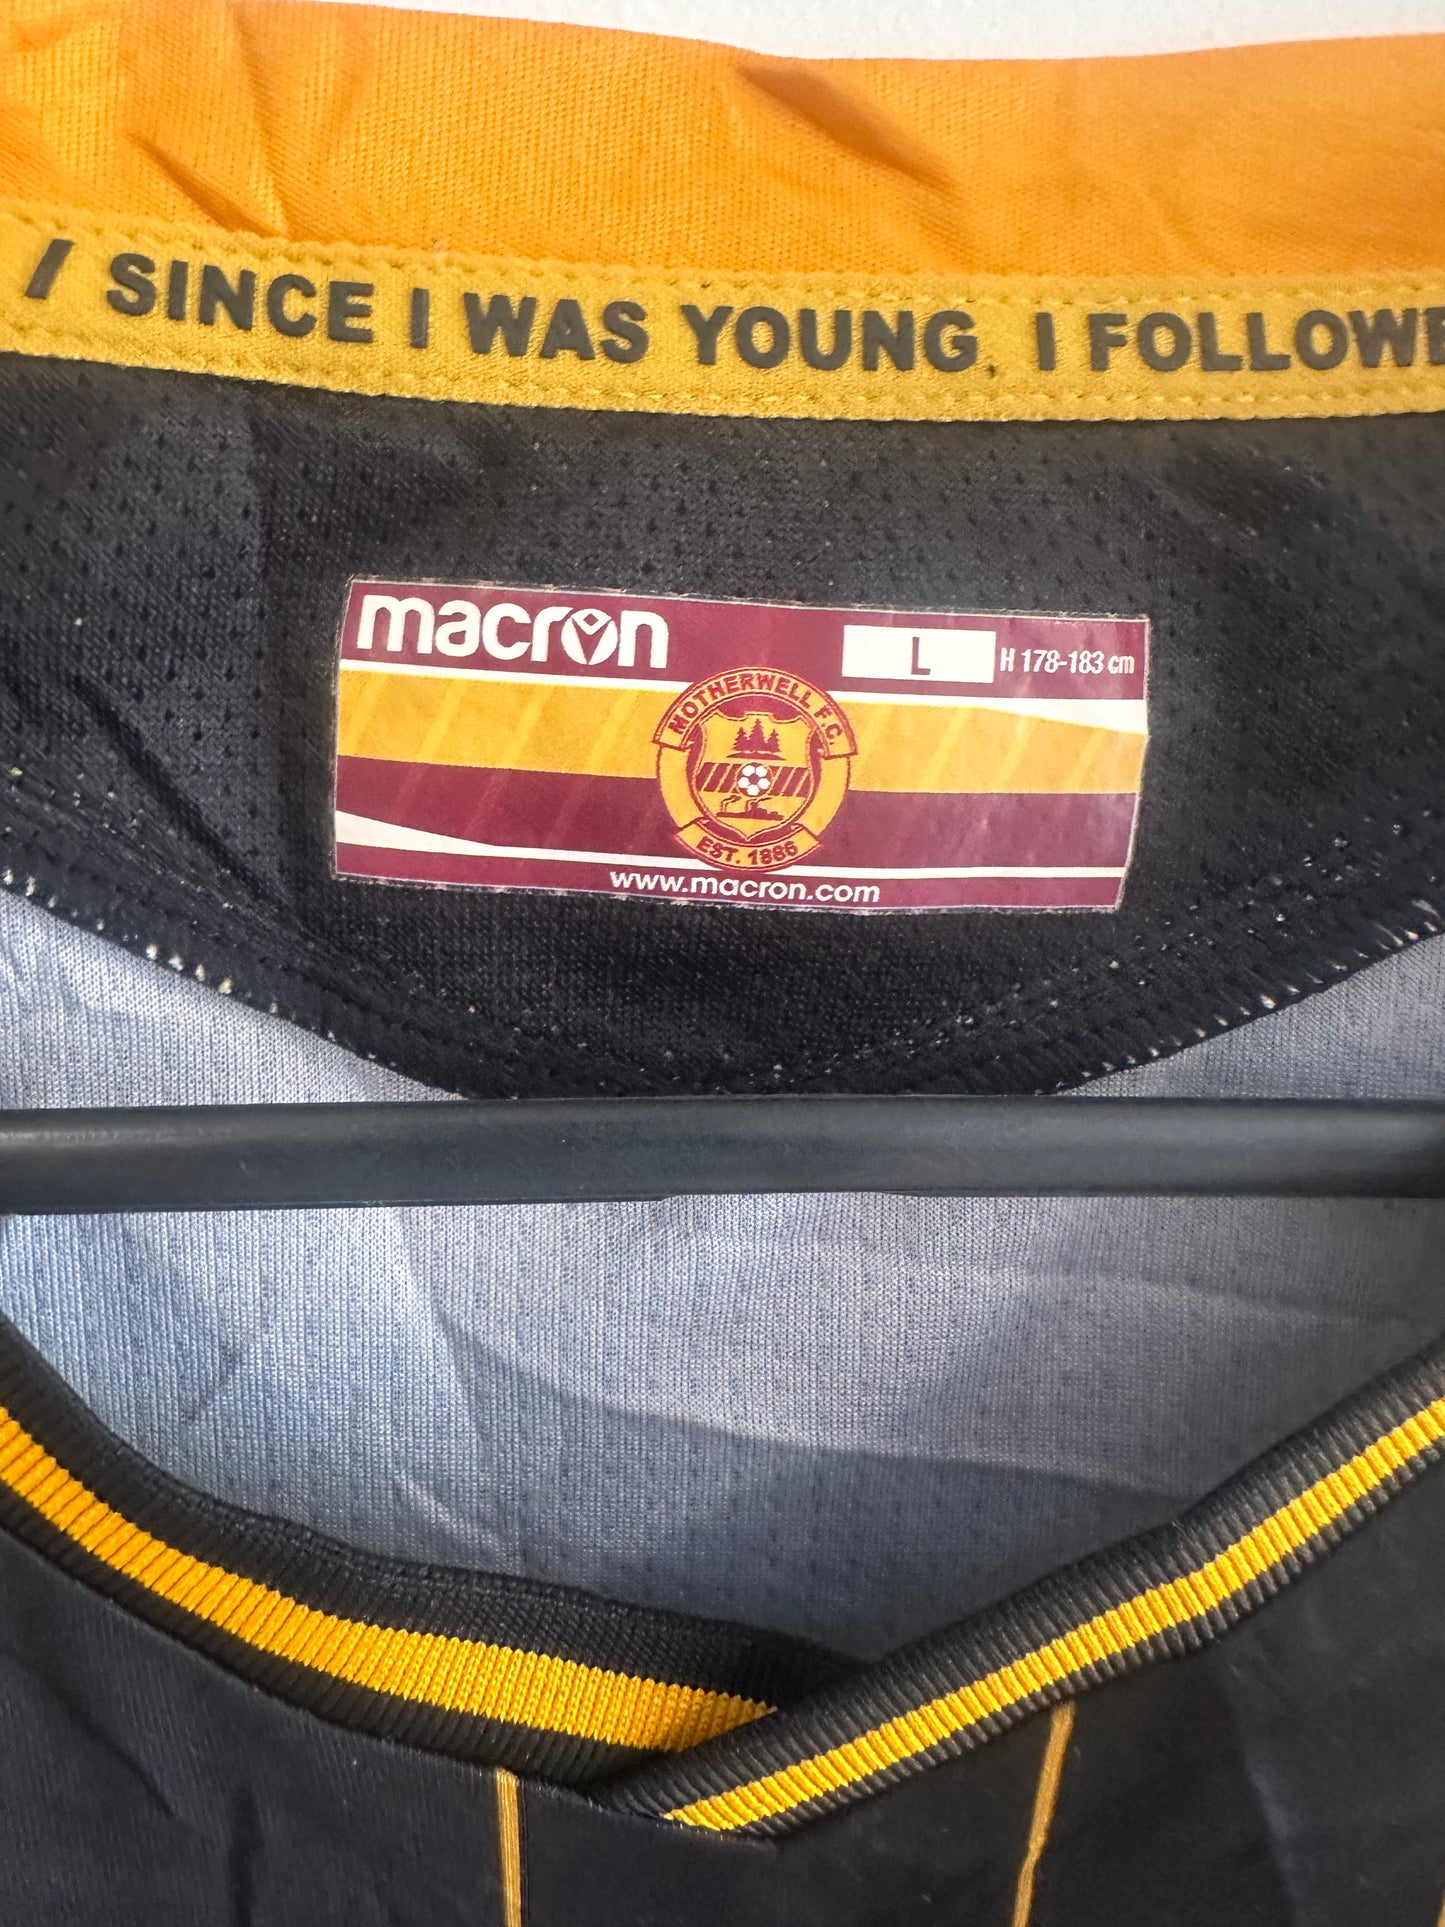 / SINCE I WAS YOUNG, I FOLLOWE
macron
L H 178-183 cm
MOTHERWELL F.C.
EST. 1886
www.macron.com